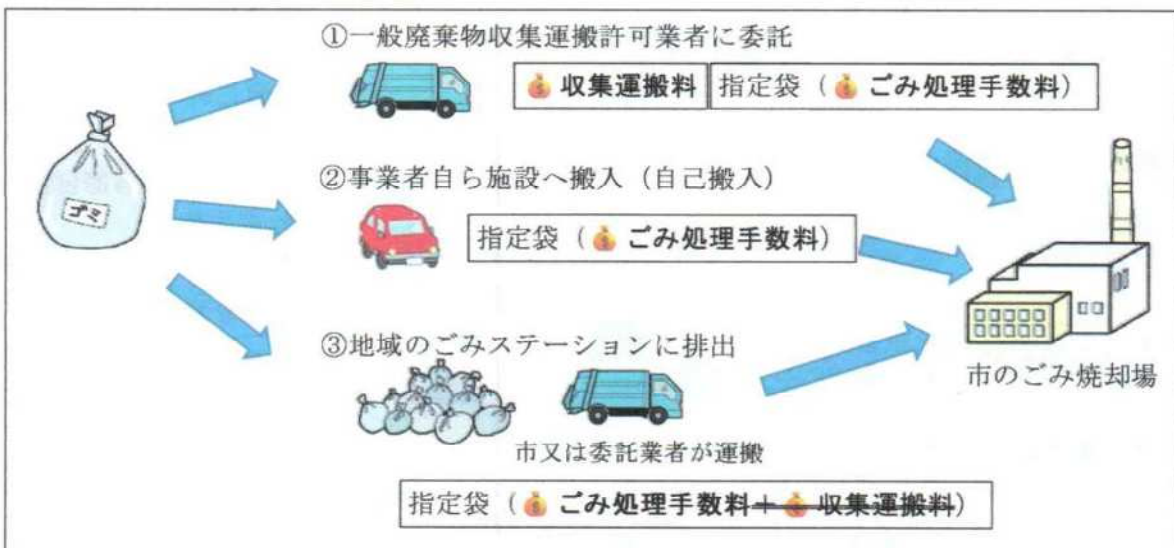 ①一般廃棄物収集運搬許可業者に委託
収集運搬料 指定袋（ごみ処理手数料）
ゴミ
②事業者自ら施設へ搬入（自己搬入）
指定袋（ごみ処理手数料）
③地域のごみステーションに排出
市のごみ焼却場
市又は委託業者が運搬
指定袋（ごみ処理手数料＋収集運搬料）